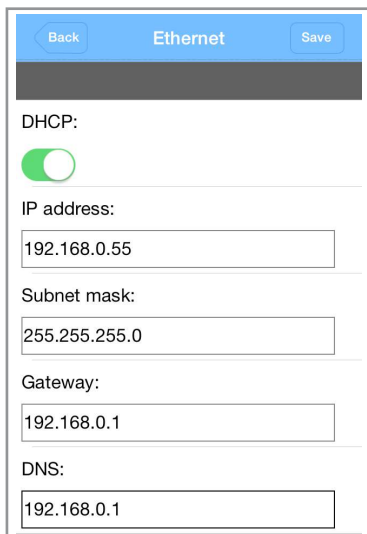 Back Ethernet Save
DHCP:
IP address:
192.168.0.55
Subnet mask:
255.255.255.0
Gateway:
192.168.0.1
DNS:
192.168.0.1